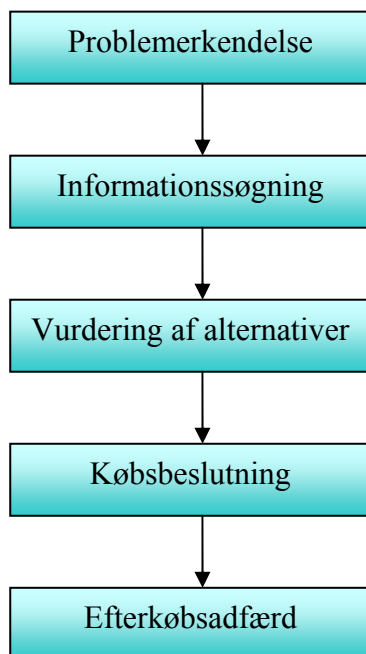 Problemerkendelse
Informationssøgning
Vurdering af alternativer
Købsbeslutning
Efterkøbsadfærd